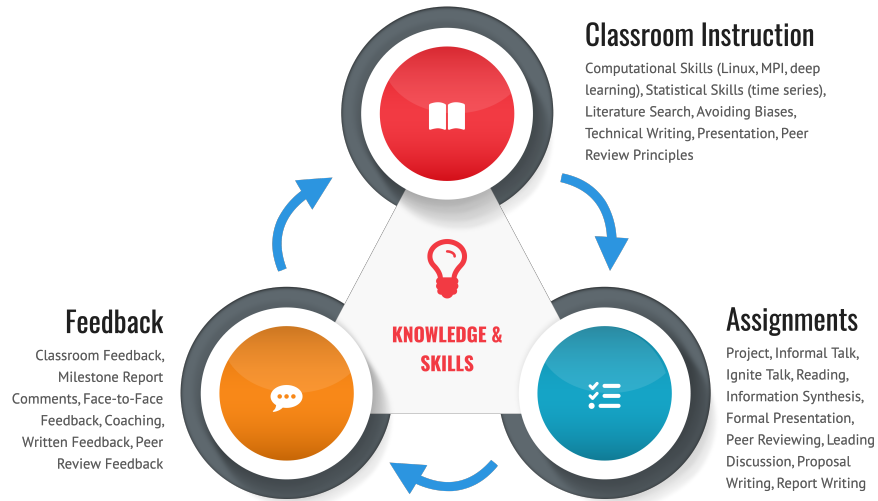 Classroom Instruction
Computational Skills (Linux, MPI, deep
learning), Statistical Skills (time series),
Literature Search, Avoiding Biases,
Technical Writing, Presentation, Peer
Review Principles
KNOWLEDGE &
SKILLS
Feedback
Classroom Feedback,
Milestone Report
Comments, Face-to-Face
Feedback, Coaching,
Written Feedback, Peer
Review Feedback
Assignments
Project, Informal Talk,
Ignite Talk, Reading,
Information Synthesis,
Formal Presentation,
Peer Reviewing, Leading
Discussion, Proposal
Writing, Report Writing